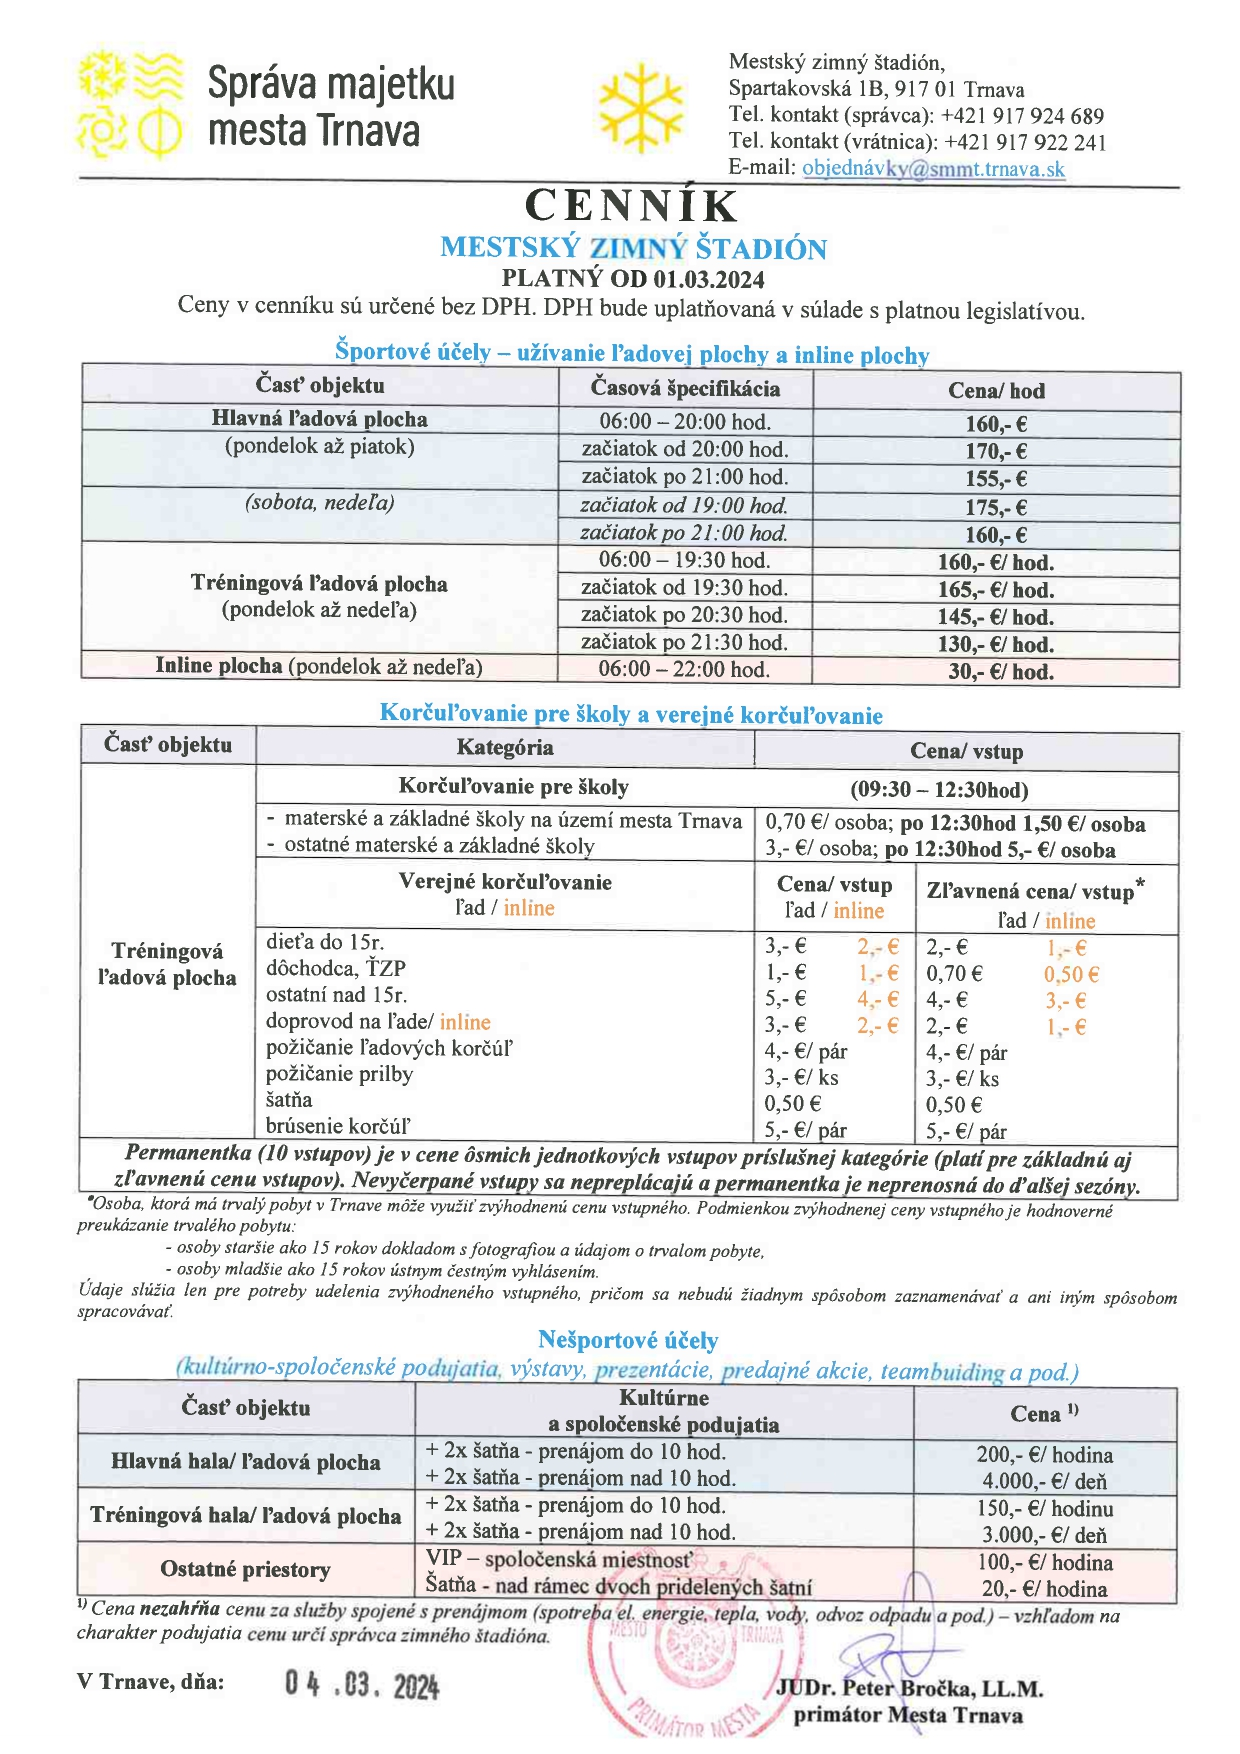 Správa majetku
mesta Trnava
Mestský zimný štadión,
Spartakovská 1B, 917 01 Trnava
Tel. kontakt (správca): +421 917 924 689
Tel. kontakt (vrátnica): +421 917 922 241
E-mail: objednávky@smmt.trnava.sk
CENNÍK
MESTSKÝ ZIMNÝ ŠTADIÓN
PLATNÝ OD 01.03.2024
Ceny v cenníku sú určené bez DPH. DPH bude uplatňovaná v súlade s platnou legislatívou.
Športové účely – užívanie ľadovej plochy a inline plochy
Časť objektu Časová špecifikácia Cena/ hod
Hlavná ľadová plocha 06:00 – 20:00 hod. 160,- €
(pondelok až piatok) začiatok od 20:00 hod. 170,- €
začiatok po 21:00 hod. 155,- €
(sobota, nedeľa) začiatok od 19:00 hod. 175,- €
začiatok po 21:00 hod. 160,- €
06:00 – 19:30 hod. 160,- €/ hod.
Tréningová ľadová plocha začiatok od 19:30 hod. 165,- €/ hod.
(pondelok až nedeľa) začiatok po 20:30 hod. 145,- €/ hod.
začiatok po 21:30 hod. 130,- €/ hod.
Inline plocha (pondelok až nedeľa) 06:00 – 22:00 hod. 30,- €/ hod.
Korčuľovanie pre školy a verejné korčuľovanie
Časť objektu Kategória Cena/ vstup
Korčuľovanie pre školy (09:30 – 12:30hod)
- materské a základné školy na území mesta Trnava 0,70 €/ osoba; po 12:30hod 1,50 €/ osoba
- ostatné materské a základné školy 3,- €/ osoba; po 12:30hod 5,- €/ osoba
Verejné korčuľovanie Cena/ vstup Zľavnená cena/ vstup*
ľad / inline ľad / inline ľad / inline
Tréningová
ľadová plocha
dieťa do 15r. 3,- € 2,- € 2,- € 1,- €
dôchodca, ŤZP 1,- € 1,- € 0,70 € 0,50 €
ostatní nad 15r. 5,- € 4,- € 4,- € 3,- €
doprovod na ľade/ inline 3,- € 2,- € 2,- € 1,- €
požičanie ľadových korčúľ 4,- €/ pár 4,- €/ pár
požičanie prilby 3,- €/ ks 3,- €/ ks
šatňa 0,50 € 0,50 €
brúsenie korčúľ 5,- €/ pár 5,- €/ pár
Permanentka (10 vstupov) je v cene ôsmich jednotkových vstupov príslušnej kategórie (platí pre základnú aj
zľavnenú cenu vstupov). Nevyčerpané vstupy sa nepreplácajú a permanentka je neprenosná do ďalšej sezóny.
*Osoba, ktorá má trvalý pobyt v Trnave môže využiť zvýhodnenú cenu vstupného. Podmienkou zvýhodnenej ceny vstupného je hodnoverné
preukázanie trvalého pobytu:
- osoby staršie ako 15 rokov dokladom s fotografiou a údajom o trvalom pobyte,
- osoby mladšie ako 15 rokov ústnym čestným vyhlásením.
Údaje slúžia len pre potreby udelenia zvýhodneného vstupného, pričom sa nebudú žiadnym spôsobom zaznamenávať a ani iným spôsobom
spracovávať.
Nešportové účely
(kultúrno-spoločenské podujatia, výstavy, prezentácie, predajné akcie, teambuiding a pod.)
Časť objektu Kultúrne
a spoločenské podujatia Cena ¹⁾
Hlavná hala/ ľadová plocha + 2x šatňa - prenájom do 10 hod. 200,- €/ hodina
+ 2x šatňa - prenájom nad 10 hod. 4.000,- €/ deň
Tréningová hala/ ľadová plocha + 2x šatňa - prenájom do 10 hod. 150,- €/ hodinu
+ 2x šatňa - prenájom nad 10 hod. 3.000,- €/ deň
Ostatné priestory VIP – spoločenská miestnosť 100,- €/ hodina
Šatňa - nad rámec dvoch pridelených šatní 20,- €/ hodina
¹⁾ Cena nezahŕňa cenu za služby spojené s prenájmom (spotreba el. energie, tepla, vody, odvoz odpadu a pod.) – vzhľadom na
charakter podujatia cenu určí správca zimného štadióna.
MESTO TRNAVA
PRIMÁTOR MESTA
V Trnave, dňa: 04.03.2024
JUDr. Peter Bročka, LL.M.
primátor Mesta Trnava